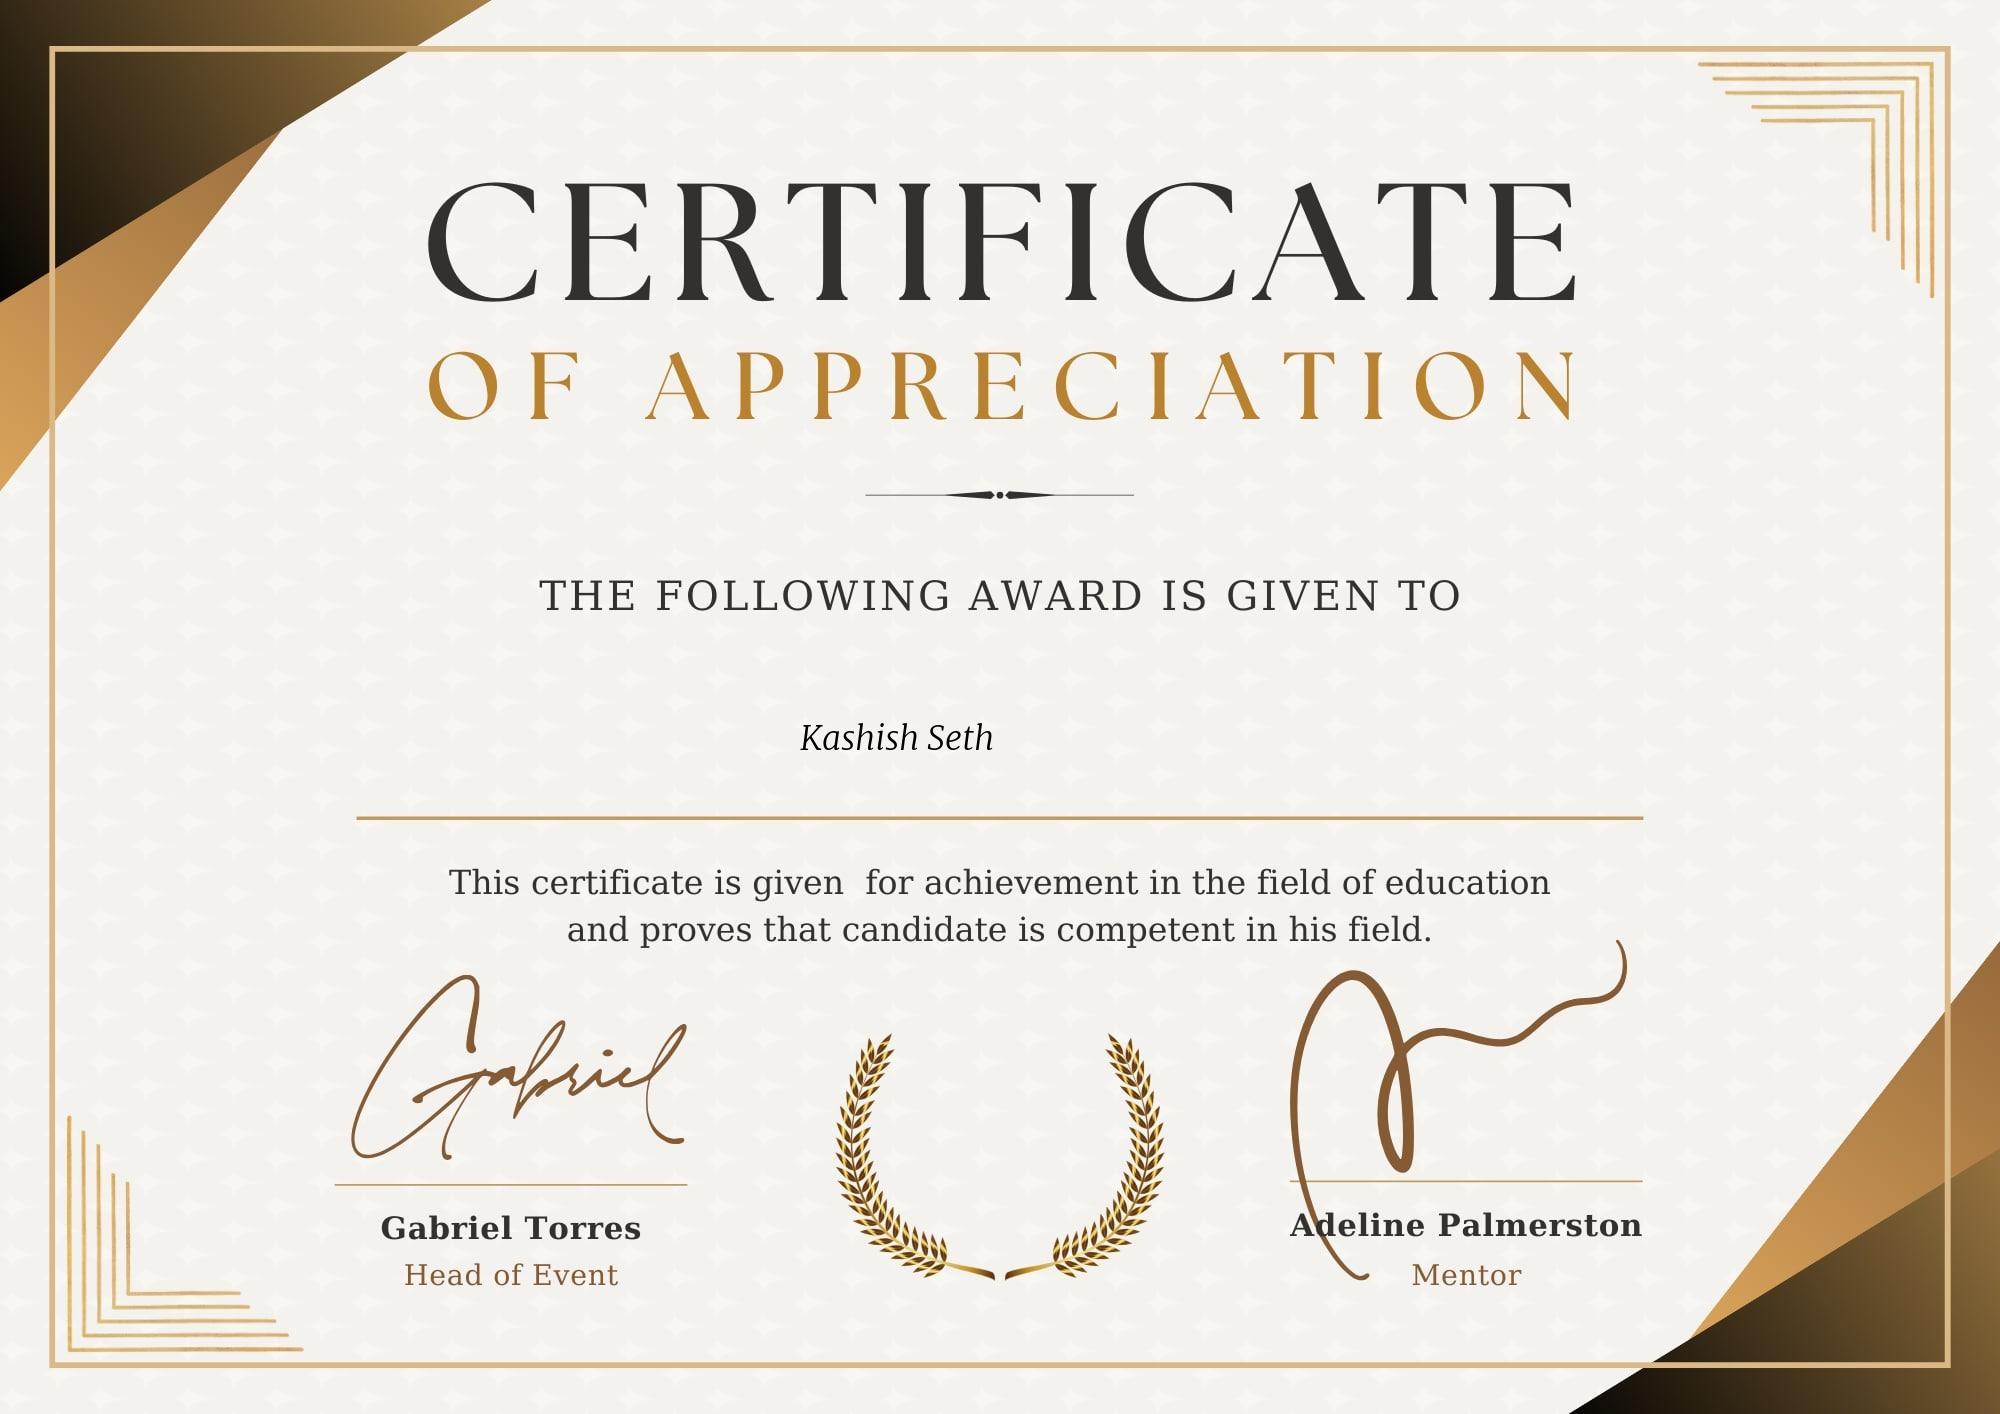 CERTIFICATE
OF APPRECIATION
THE FOLLOWING AWARD IS GIVEN TO
Kashish Seth
This certificate is given  for achievement in the field of education
and proves that candidate is competent in his field.
Gabriel
Gabriel Torres
Head of Event
Adeline Palmerston
Mentor